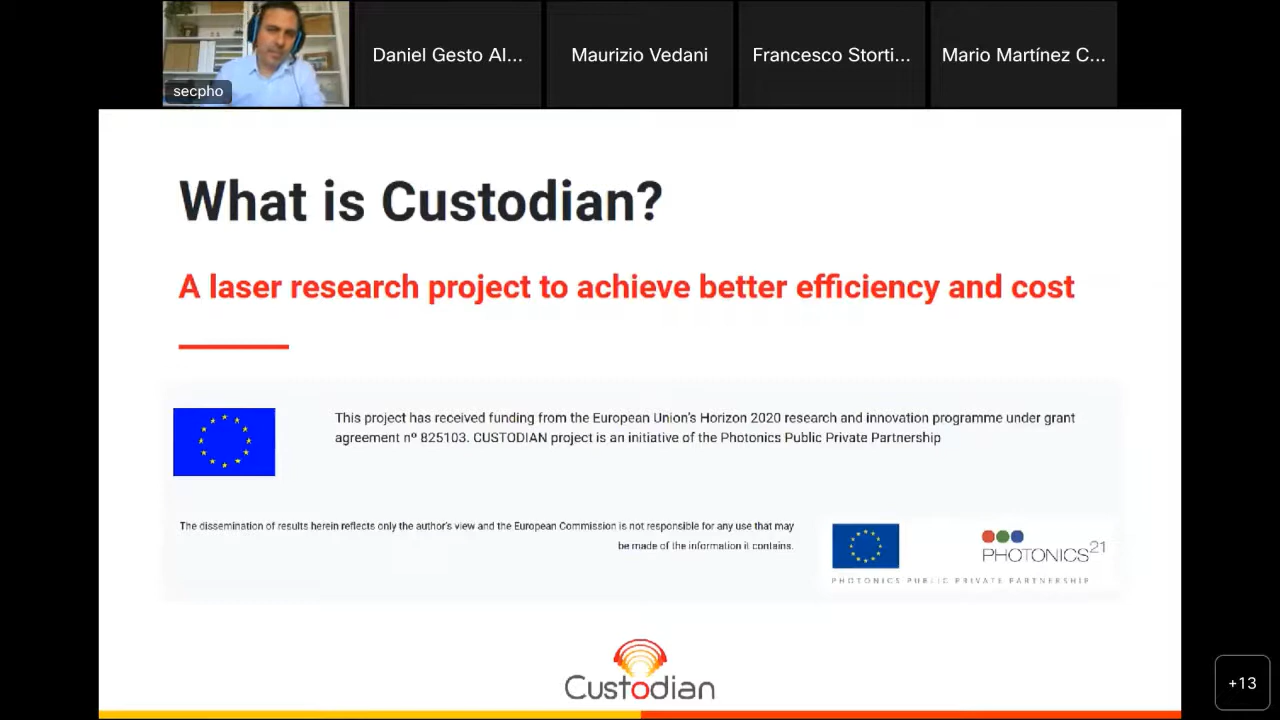 secpho
Daniel Gesto Al...
Maurizio Vedani
Francesco Storti...
Mario Martínez C...
What is Custodian?
A laser research project to achieve better efficiency and cost
This project has received funding from the European Union's Horizon 2020 research and innovation programme under grant
agreement nº 825103. CUSTODIAN project is an initiative of the Photonics Public Private Partnership
The dissemination of results herein reflects only the author's view and the European Commission is not responsible for any use that may
be made of the information it contains.
PHOTONICS21
PHOTONICS PUBLIC PRIVATE PARTNERSHIP
Custodian
+13